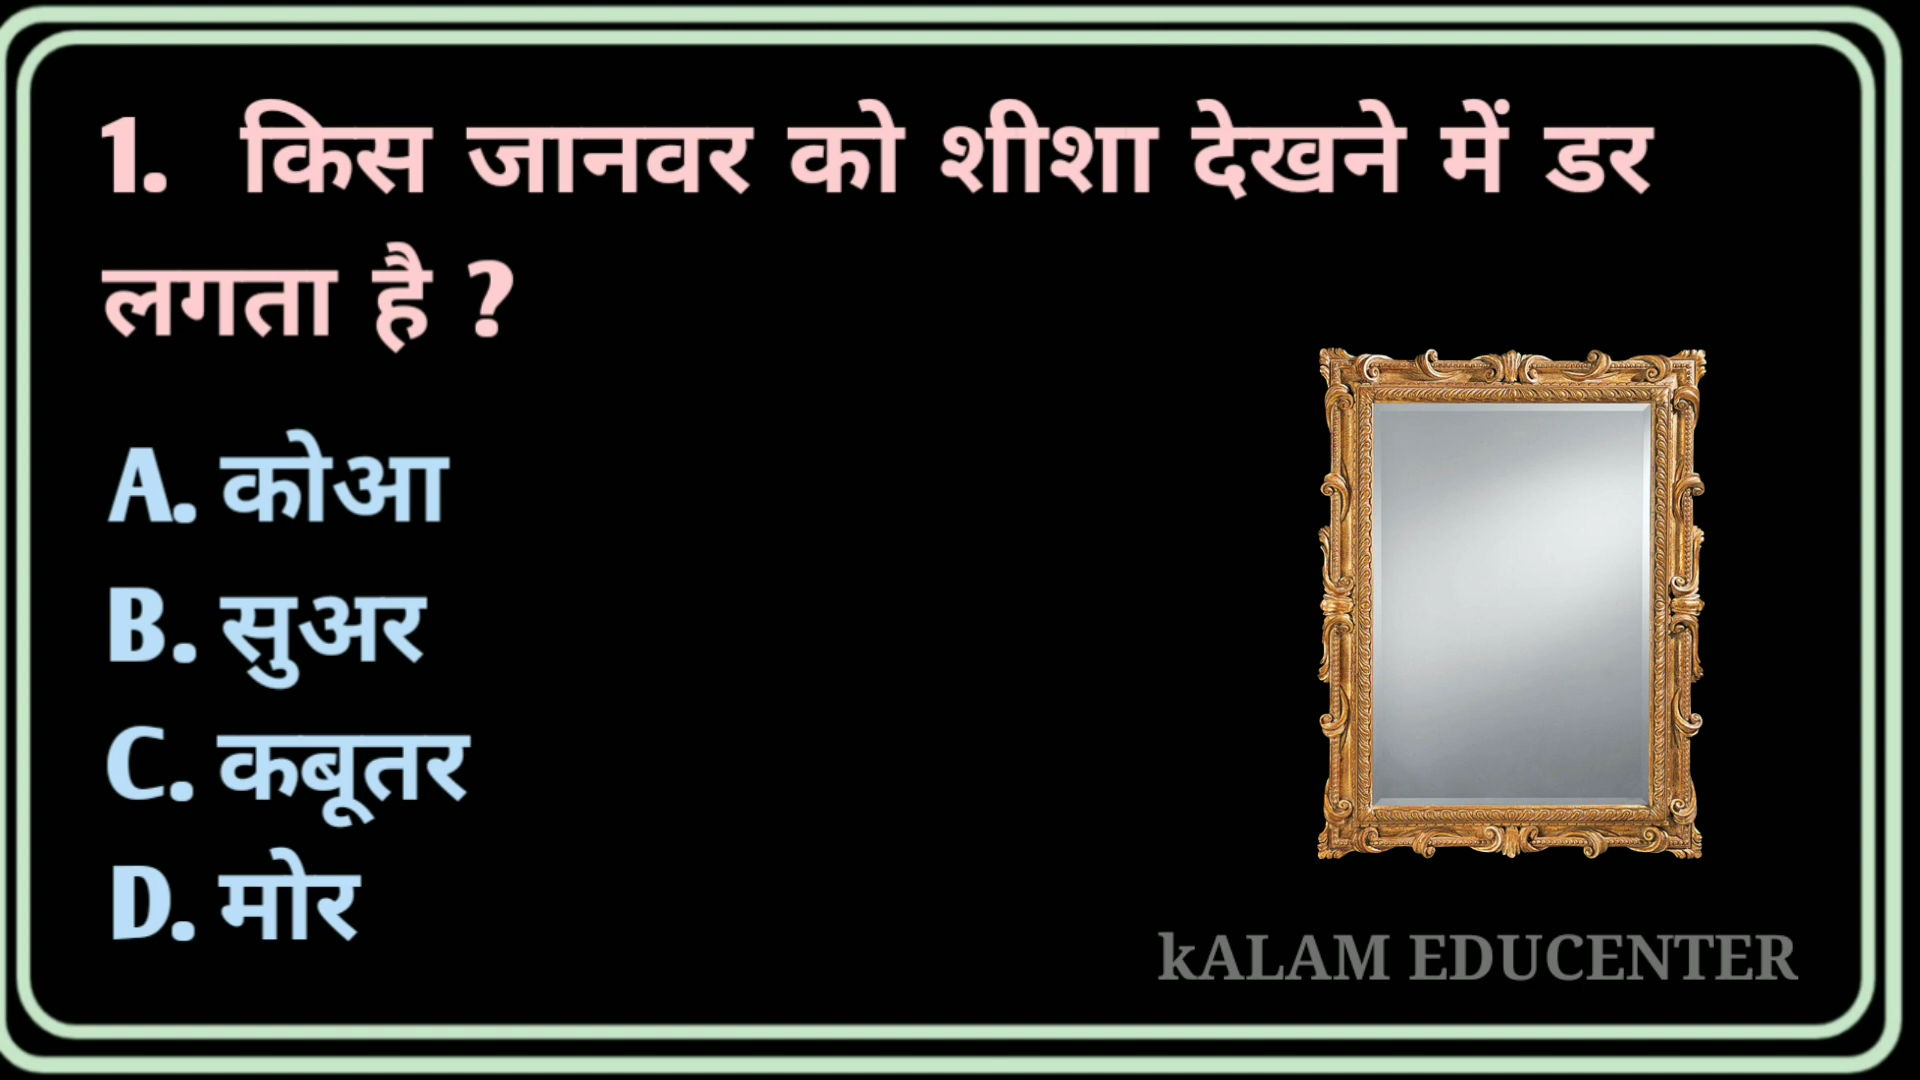 1. किस जानवर को शीशा देखने में डर
लगता है ?
A. कोआ
B. सुअर
C. कबूतर
D. मोर
kALAM EDUCENTER